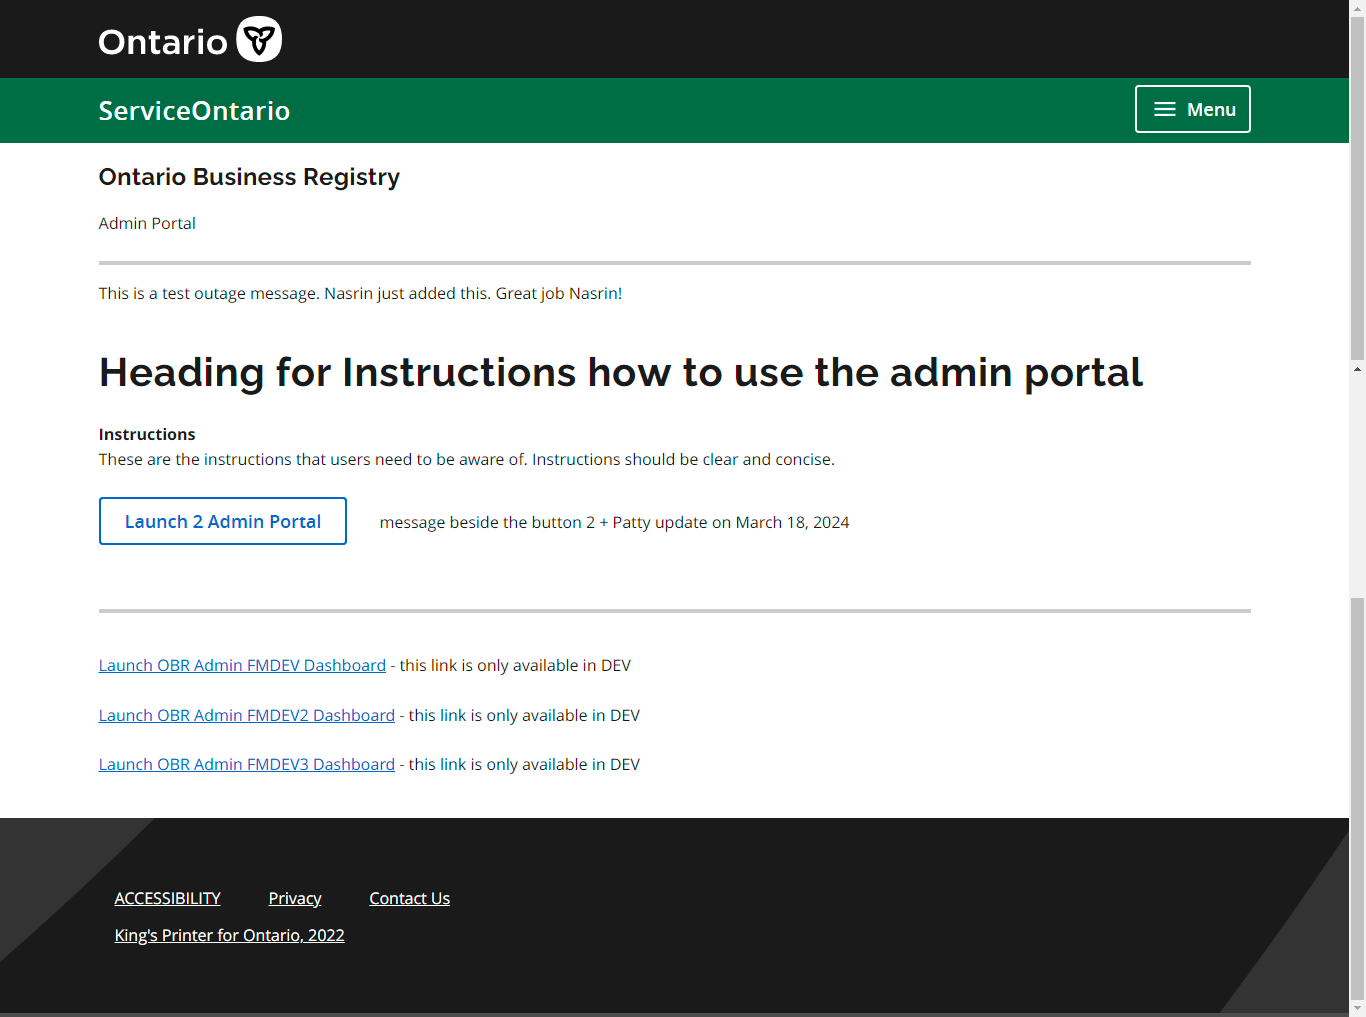 Ontario
ServiceOntario
Menu
Ontario Business Registry
Admin Portal
This is a test outage message. Nasrin just added this. Great job Nasrin!
Heading for Instructions how to use the admin portal
Instructions
These are the instructions that users need to be aware of. Instructions should be clear and concise.
Launch 2 Admin Portal
message beside the button 2 + Patty update on March 18, 2024
Launch OBR Admin FMDEV Dashboard - this link is only available in DEV
Launch OBR Admin FMDEV2 Dashboard - this link is only available in DEV
Launch OBR Admin FMDEV3 Dashboard - this link is only available in DEV
ACCESSIBILITY Privacy Contact Us
King's Printer for Ontario, 2022